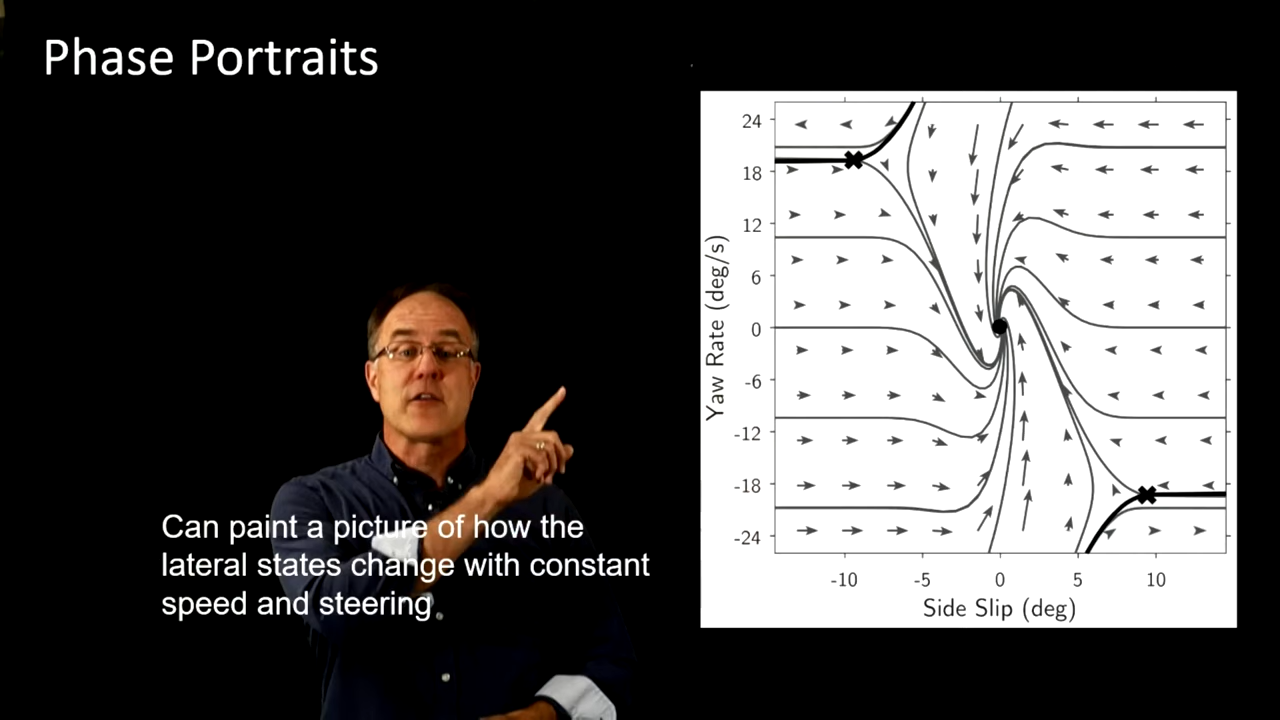 Phase Portraits
Can paint a picture of how the
lateral states change with constant
speed and steering
24
18
12
6
0
-6
-12
-18
-24
Yaw Rate (deg/s)
-10 -5 0 5 10
Side Slip (deg)